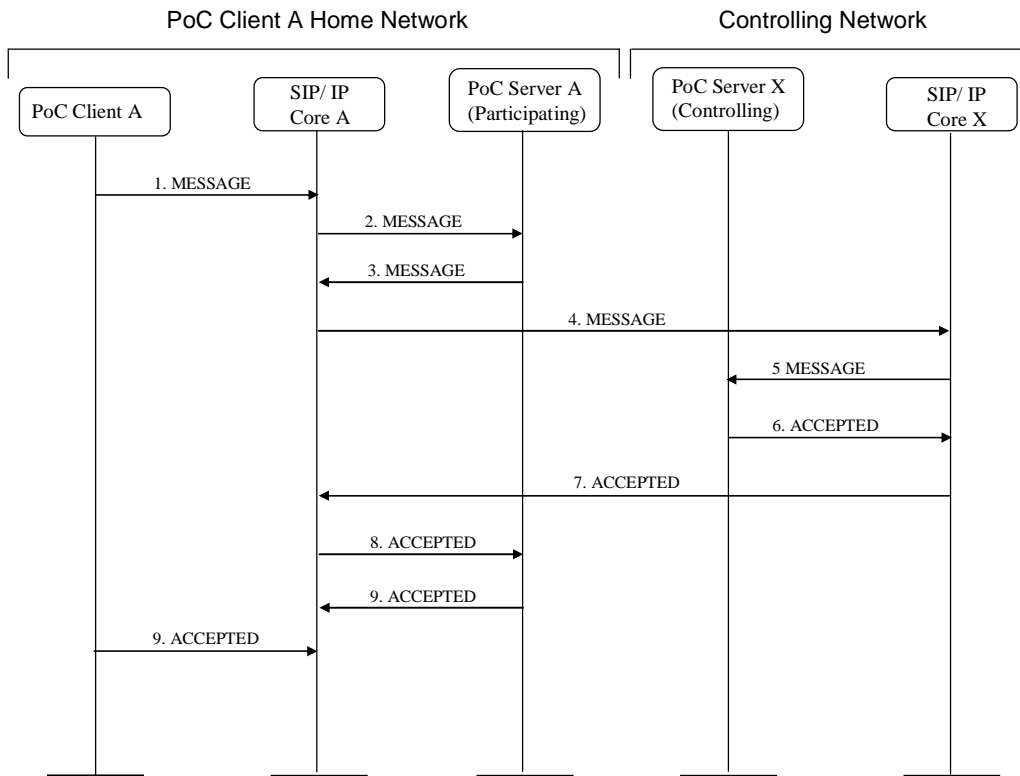 PoC Client A Home Network
Controlling Network
PoC Client A
SIP/ IP
Core A
PoC Server A
(Participating)
PoC Server X
(Controlling)
SIP/ IP
Core X
1. MESSAGE
2. MESSAGE
3. MESSAGE
4. MESSAGE
5 MESSAGE
6. ACCEPTED
7. ACCEPTED
8. ACCEPTED
9. ACCEPTED
9. ACCEPTED